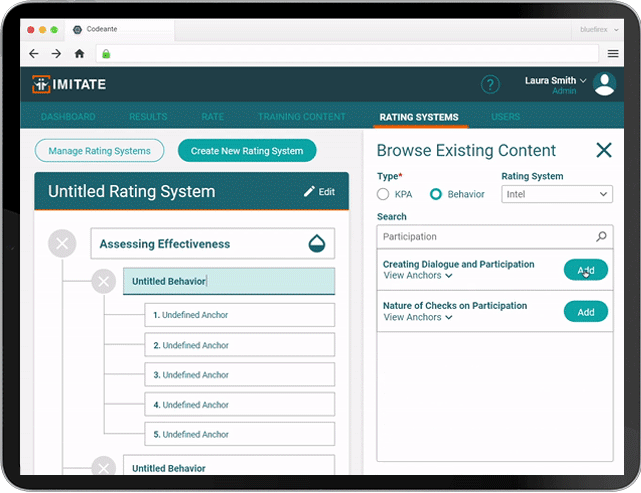 Codeante
bluefirex
IMITATE
?
Laura Smith
Admin
DASHBOARD
RESULTS
RATE
TRAINING CONTENT
RATING SYSTEMS
USERS
Manage Rating Systems
Create New Rating System
Untitled Rating System
Edit
Assessing Effectiveness
Untitled Behavior
1. Undefined Anchor
2. Undefined Anchor
3. Undefined Anchor
4. Undefined Anchor
5. Undefined Anchor
Untitled Behavior
Browse Existing Content
Type*
Rating System
KPA
Behavior
Intel
Search
Participation
Creating Dialogue and Participation
View Anchors
Add
Nature of Checks on Participation
View Anchors
Add